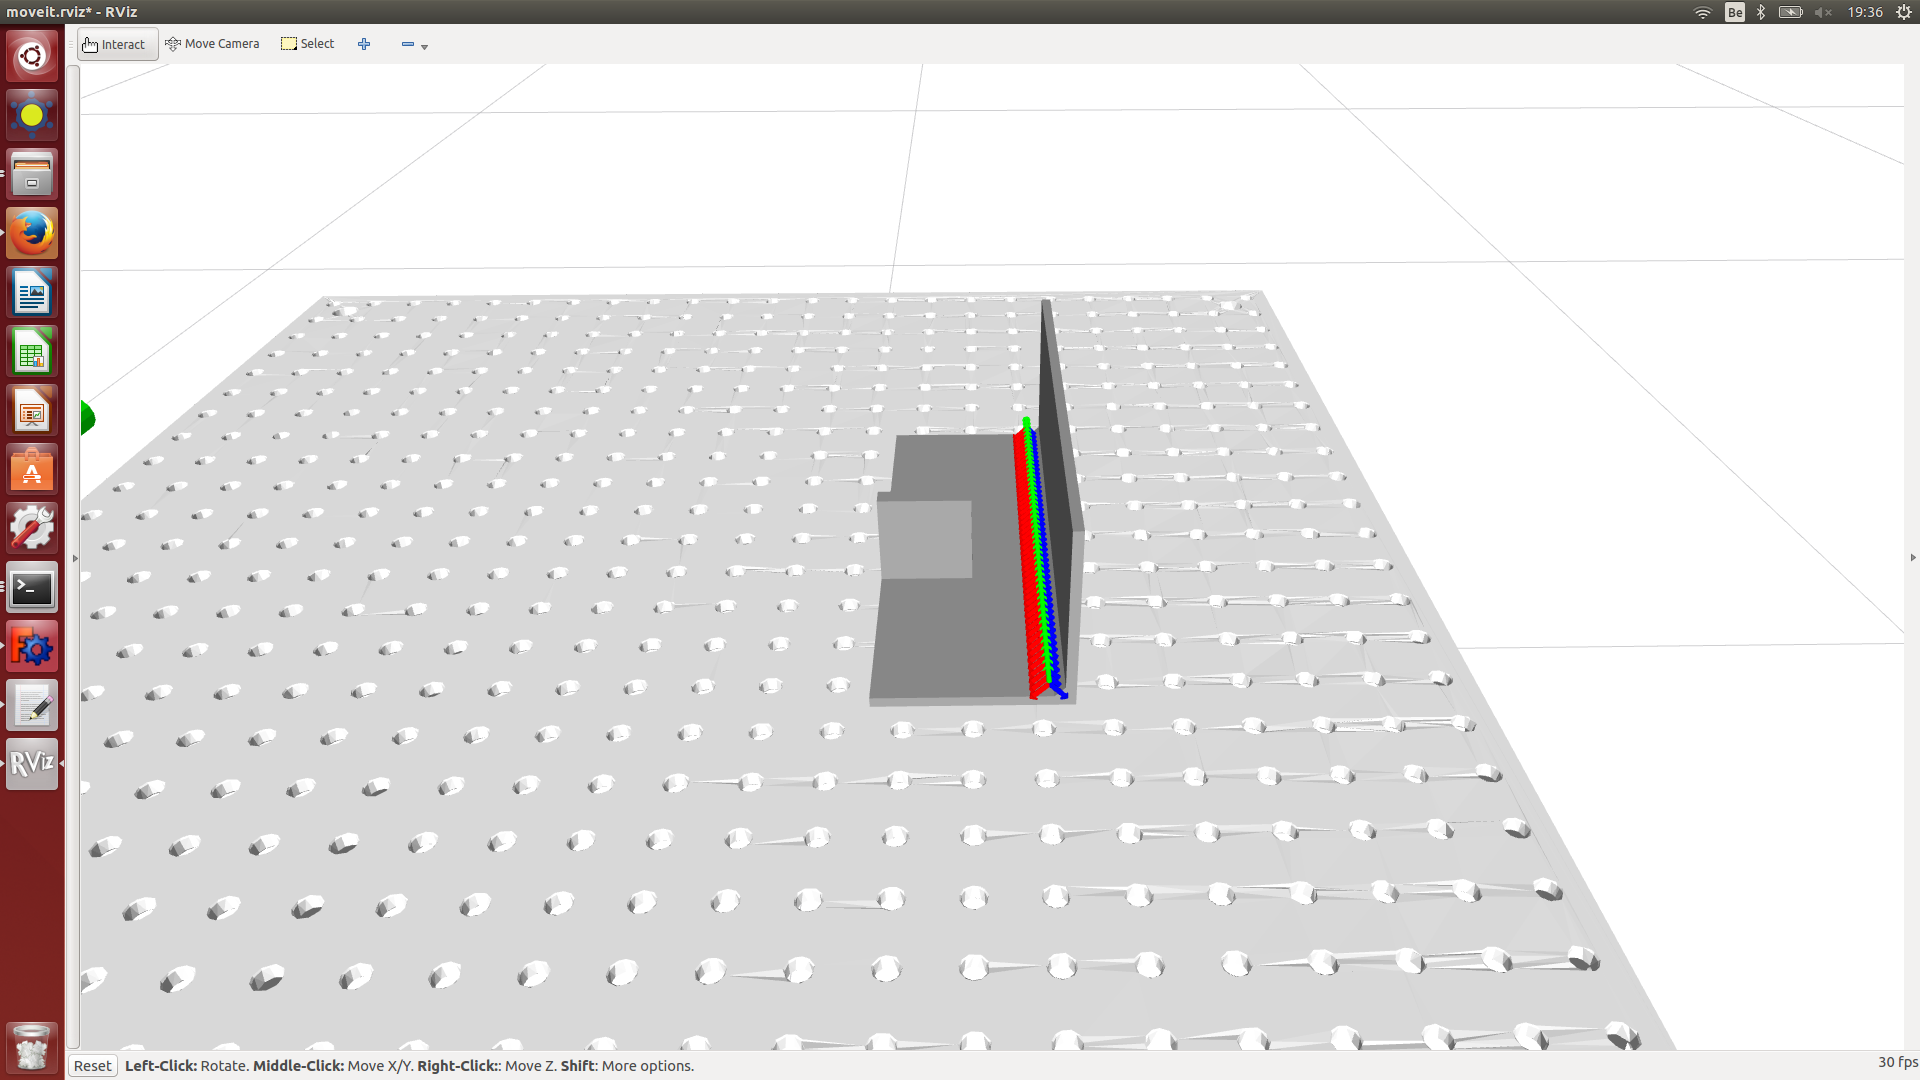 moveit.rviz* - RViz
Be
19:36
Interact
Move Camera
Select
RViz
Reset
Left-Click: Rotate. Middle-Click: Move X/Y. Right-Click:: Move Z. Shift: More options.
30 fps